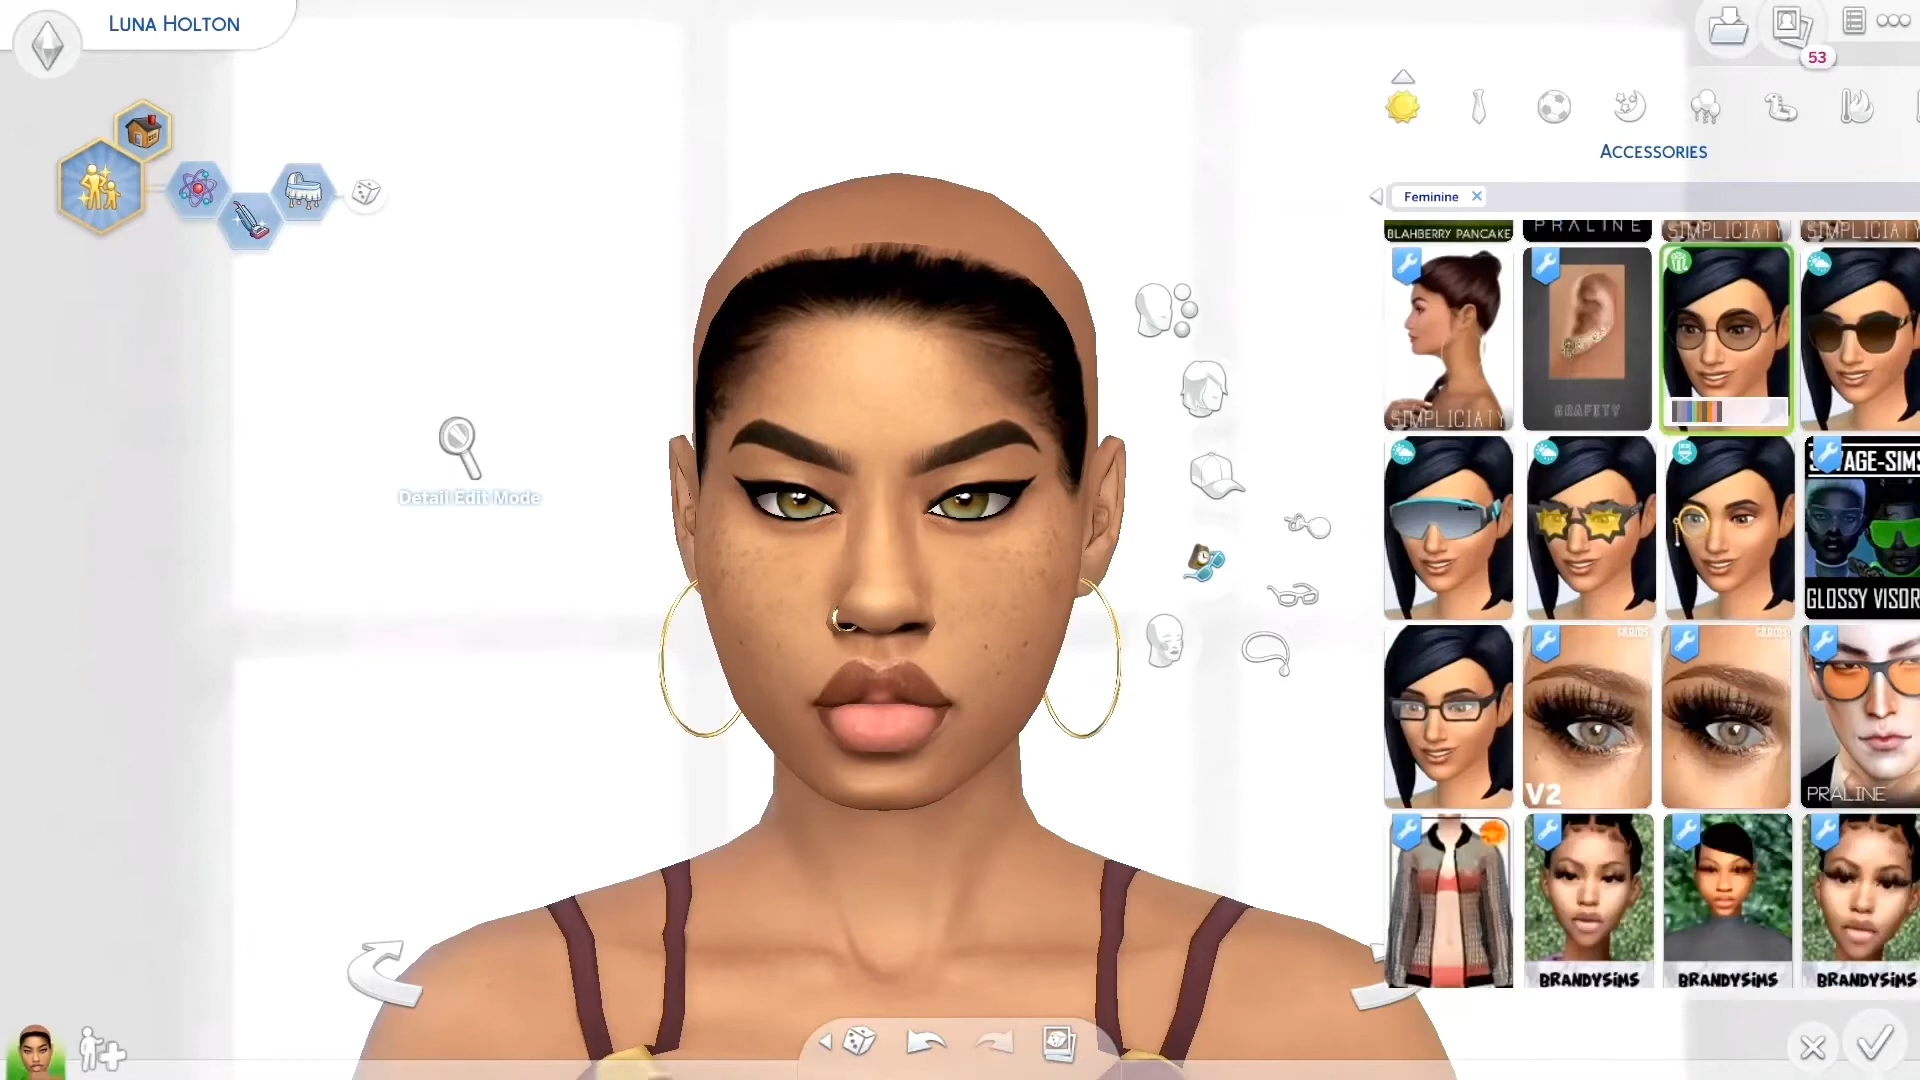 LUNA HOLTON
53
ACCESSORIES
Feminine
BLAHBERRY PANCAKE
PRALINE
SIMPLICIATY
SIMPLICIATY
SIMPLICIATY
GRAFITY
Detail Edit Mode
GLOSSY VISOR
V2
PRALINE
BRANDYSIMS
BRANDYSIMS
BRANDYSIMS